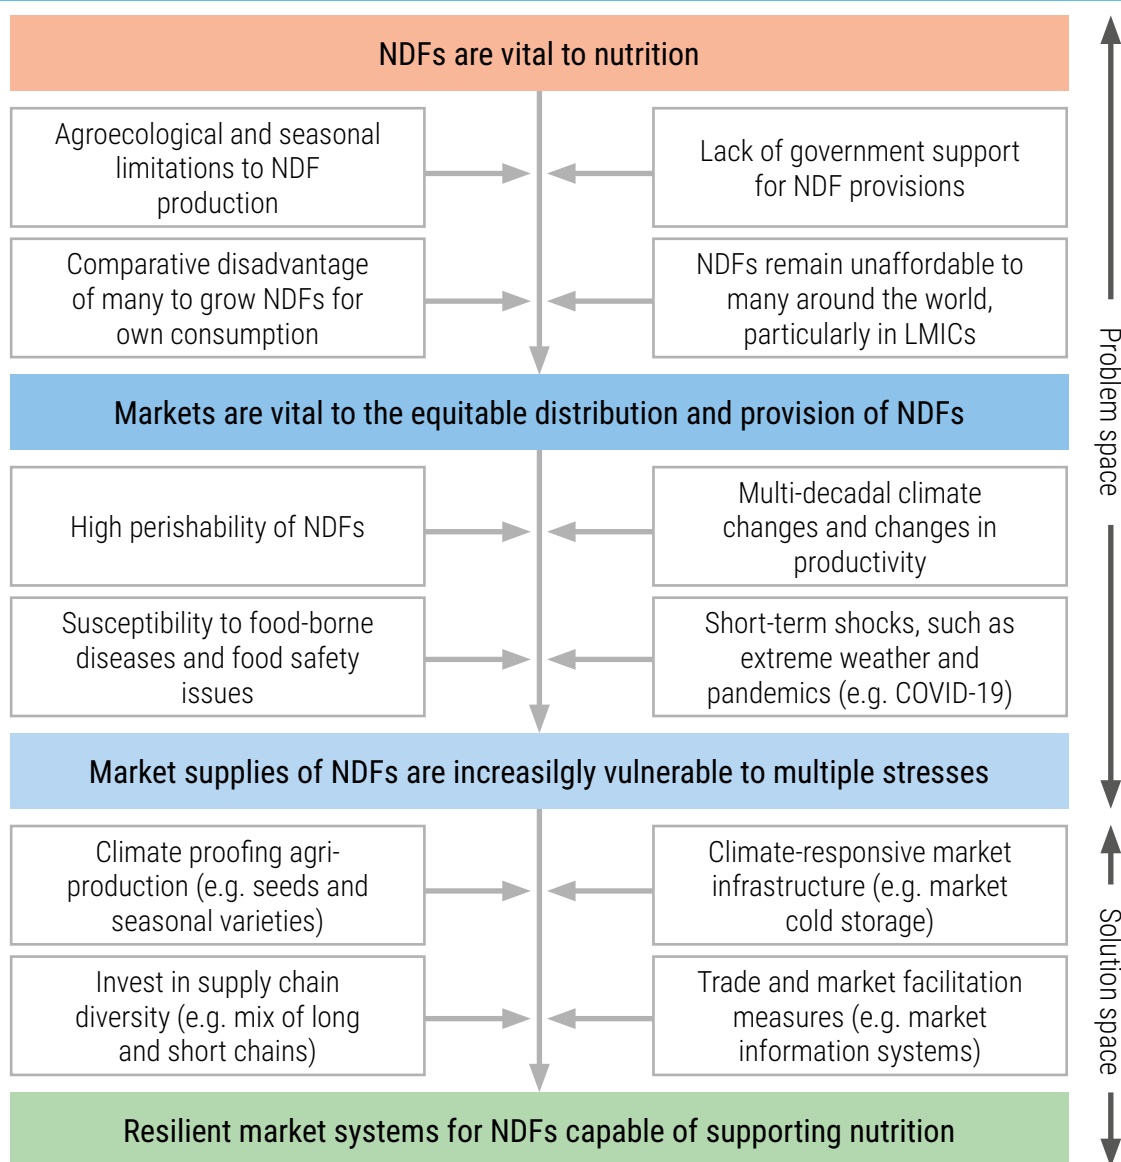 NDFs are vital to nutrition
Agroecological and seasonal
limitations to NDF
production
Lack of government support
for NDF provisions
Comparative disadvantage
of many to grow NDFs for
own consumption
NDFs remain unaffordable to
many around the world,
particularly in LMICs
Markets are vital to the equitable distribution and provision of NDFs
High perishability of NDFs
Multi-decadal climate
changes and changes in
productivity
Susceptibility to food-borne
diseases and food safety
issues
Short-term shocks, such as
extreme weather and
pandemics (e.g. COVID-19)
Problem space
Market supplies of NDFs are increasilgly vulnerable to multiple stresses
Climate proofing agri-
production (e.g. seeds and
seasonal varieties)
Climate-responsive market
infrastructure (e.g. market
cold storage)
Invest in supply chain
diversity (e.g. mix of long
and short chains)
Trade and market facilitation
measures (e.g. market
information systems)
Solution space
Resilient market systems for NDFs capable of supporting nutrition